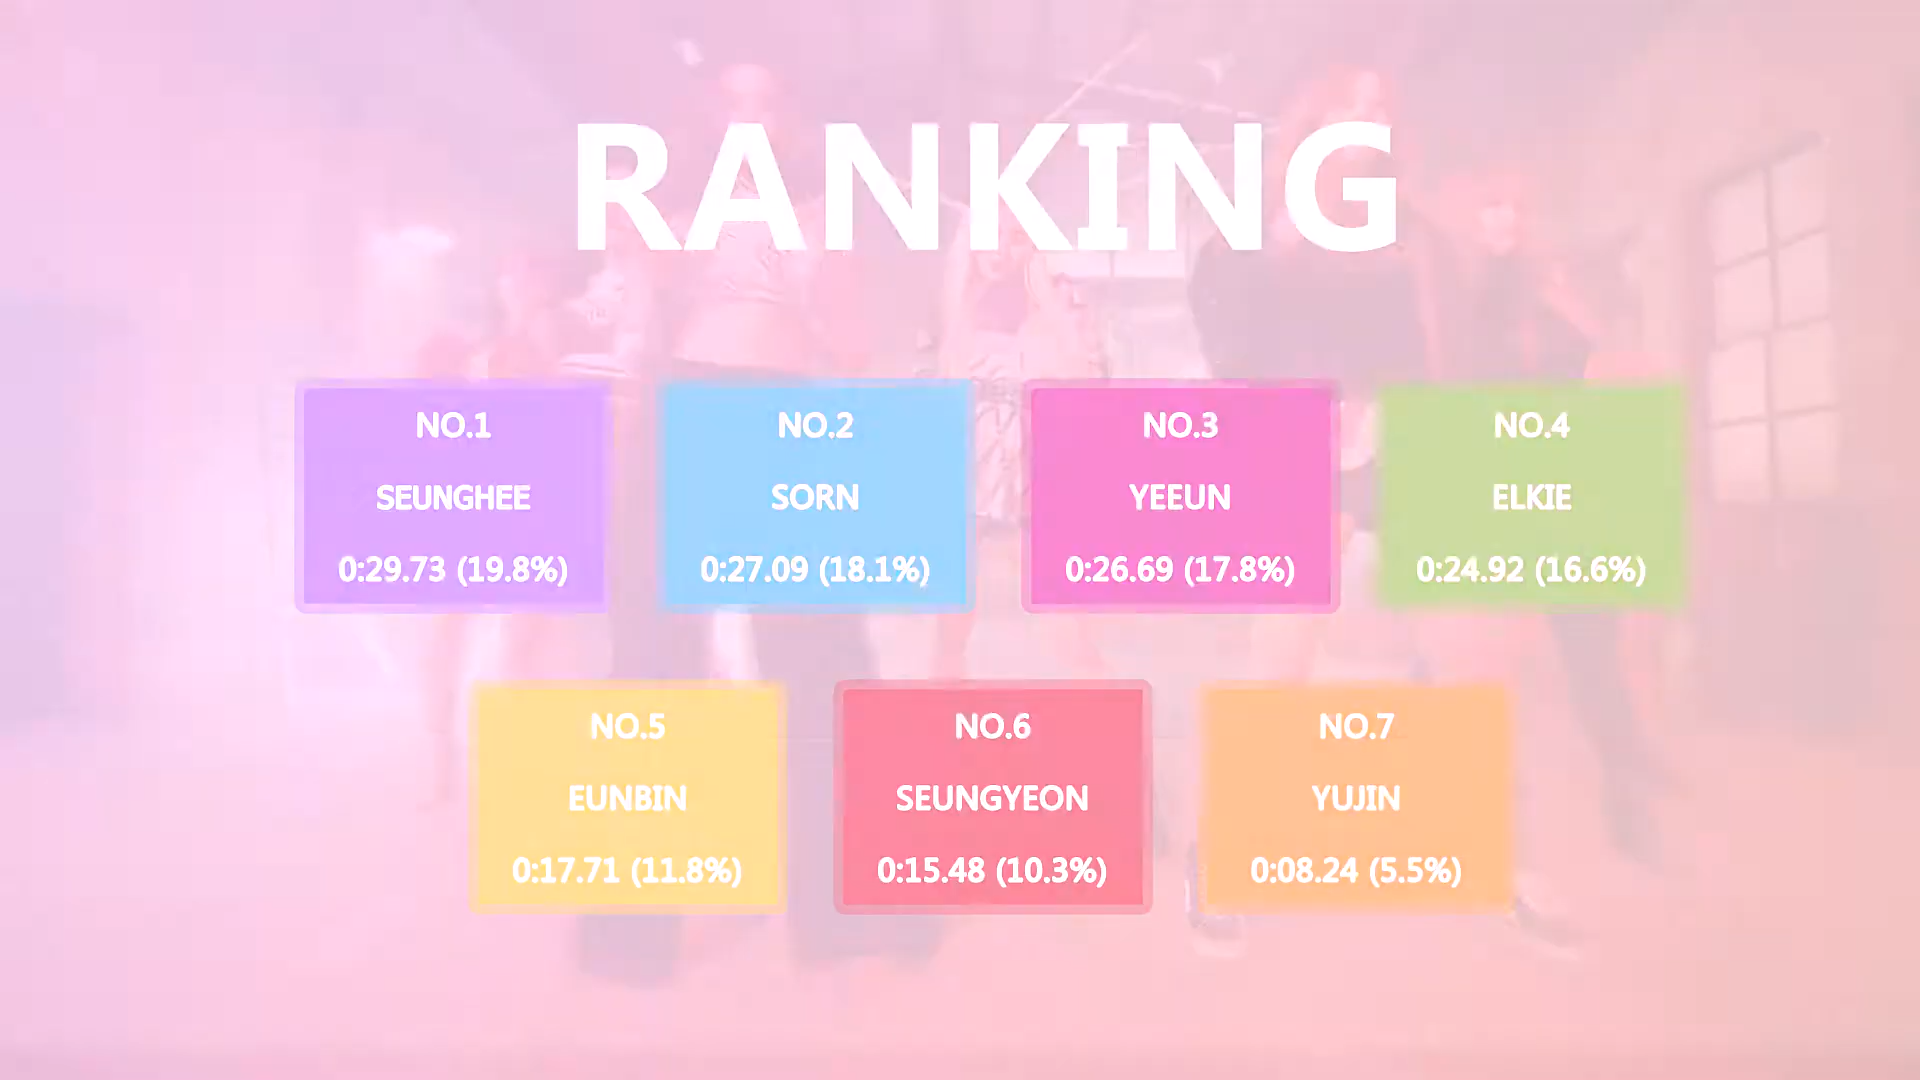 RANKING
NO.1
SEUNGHEE
0:29.73 (19.8%)
NO.2
SORN
0:27.09 (18.1%)
NO.3
YEEUN
0:26.69 (17.8%)
NO.4
ELKIE
0:24.92 (16.6%)
NO.5
EUNBIN
0:17.71 (11.8%)
NO.6
SEUNGYEON
0:15.48 (10.3%)
NO.7
YUJIN
0:08.24 (5.5%)